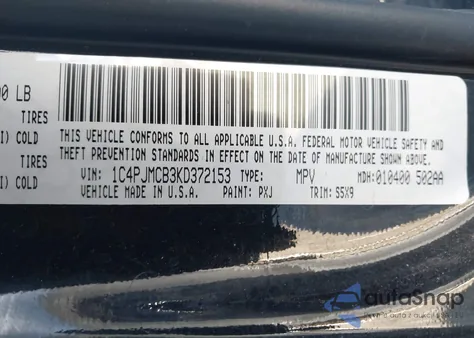 00 LB
TIRES
I) COLD
TIRES
I) COLD
THIS VEHICLE CONFORMS TO ALL APPLICABLE U.S.A. FEDERAL MOTOR VEHICLE SAFETY AND
THEFT PREVENTION STANDARDS IN EFFECT ON THE DATE OF MANUFACTURE SHOWN ABOVE.
VIN: 1C4PJMCB3KD372153 TYPE: MPV MDH: 010400 502AA
VEHICLE MADE IN U.S.A. PAINT: PXJ TRIM: S5X9
autoSnap